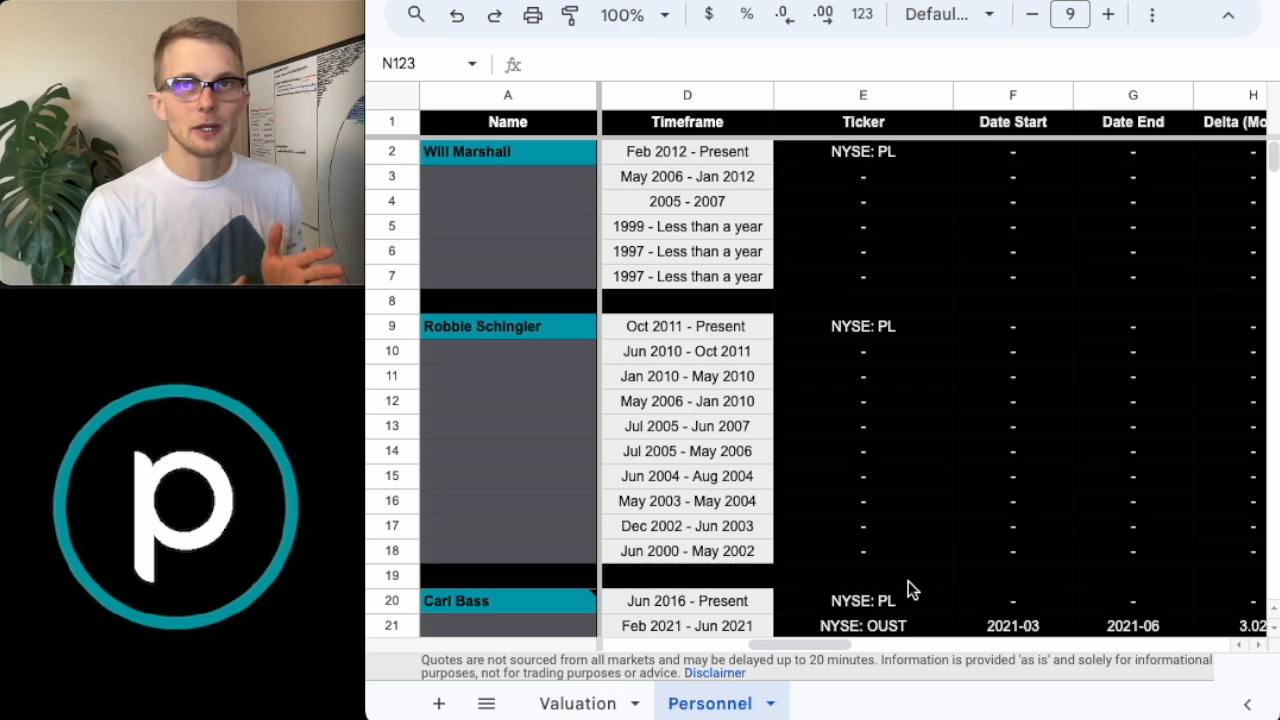 100% $ % .0 .00 123 Defaul... 9
N123 fx
A D E F G H
1 Name Timeframe Ticker Date Start Date End Delta (Mo
2 Will Marshall Feb 2012 - Present NYSE: PL - - -
3 May 2006 - Jan 2012 - - - -
4 2005 - 2007 - - - -
5 1999 - Less than a year - - - -
6 1997 - Less than a year - - - -
7 1997 - Less than a year - - - -
8
9 Robbie Schingler Oct 2011 - Present NYSE: PL - - -
10 Jun 2010 - Oct 2011 - - - -
11 Jan 2010 - May 2010 - - - -
12 May 2006 - Jan 2010 - - - -
13 Jul 2005 - Jun 2007 - - - -
14 Jul 2005 - May 2006 - - - -
15 Jun 2004 - Aug 2004 - - - -
16 May 2003 - May 2004 - - - -
17 Dec 2002 - Jun 2003 - - - -
18 Jun 2000 - May 2002 - - - -
19
20 Carl Bass Jun 2016 - Present NYSE: PL - - -
21 Feb 2021 - Jun 2021 NYSE: OUST 2021-03 2021-06 3.02
Quotes are not sourced from all markets and may be delayed up to 20 minutes. Information is provided 'as is' and solely for informational
purposes, not for trading purposes or advice. Disclaimer
+ Valuation Personnel
p